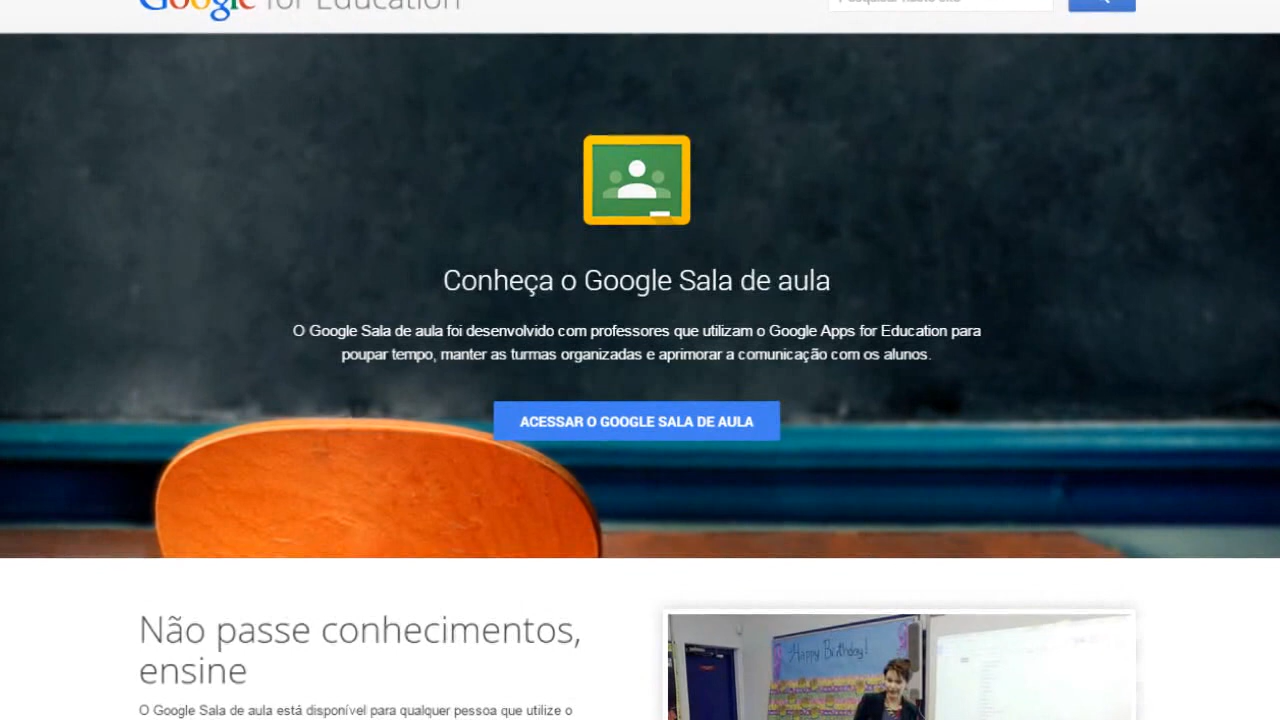 Google for Education
Conheça o Google Sala de aula
O Google Sala de aula foi desenvolvido com professores que utilizam o Google Apps for Education para
poupar tempo, manter as turmas organizadas e aprimorar a comunicação com os alunos.
ACESSAR O GOOGLE SALA DE AULA
Não passe conhecimentos,
ensine
O Google Sala de aula está disponível para qualquer pessoa que utilize o
Happy Birthday!